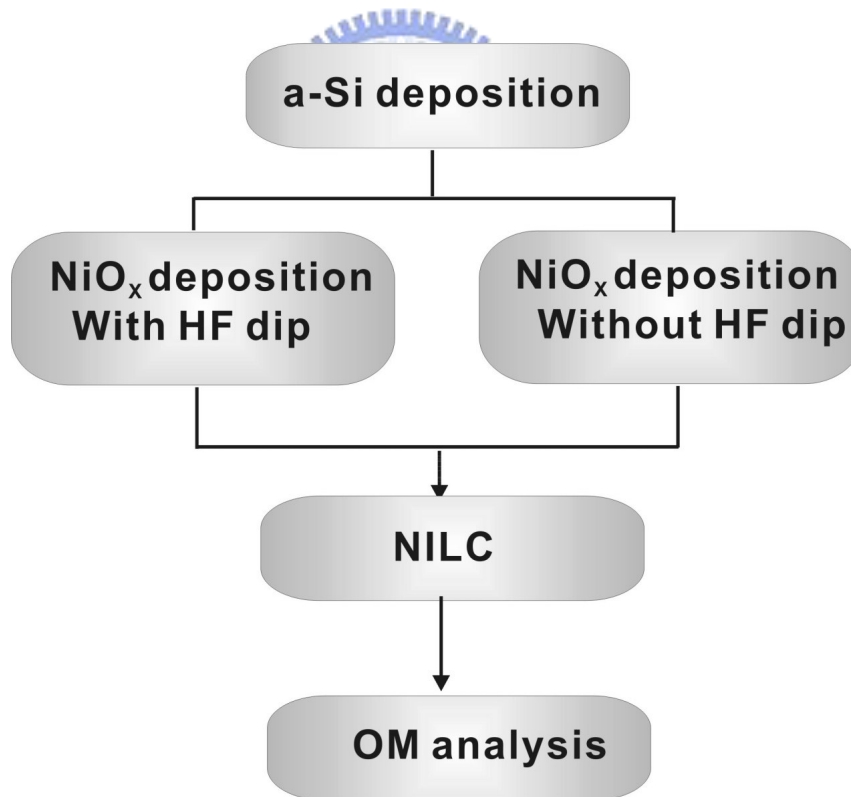 a-Si deposition
NiOₓ deposition
With HF dip
NiOₓ deposition
Without HF dip
NILC
OM analysis